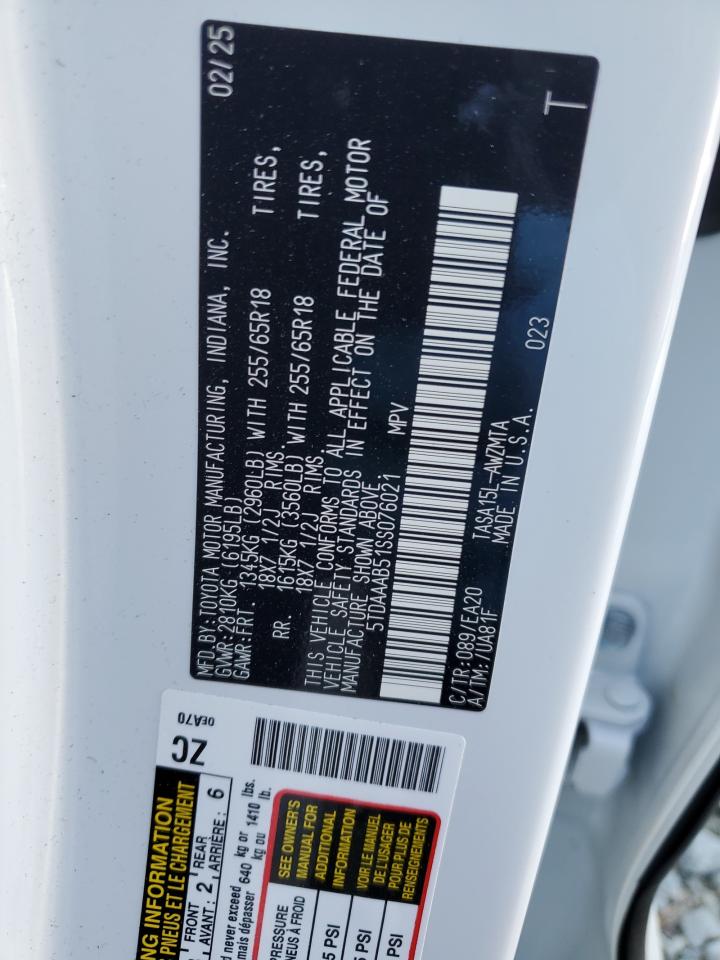 MFD.BY: TOYOTA MOTOR MANUFACTURING, INDIANA, INC. 02/25
GVWR: 2810KG (6195LB)
GAWR: FRT. 1345KG (2960LB) WITH 255/65R18 TIRES,
18X7 1/2J RIMS
RR. 1615KG (3560LB) WITH 255/65R18 TIRES,
18X7 1/2J RIMS
THIS VEHICLE CONFORMS TO ALL APPLICABLE FEDERAL MOTOR
VEHICLE SAFETY STANDARDS IN EFFECT ON THE DATE OF
MANUFACTURE SHOWN ABOVE.
5TDAAAB51SS076021 MPV
C/TR: 089/EA20 TASA15L-AWZMTA
A/TM: /UA81F MADE IN U.S.A. 023 T
ZC 0EA70
NG INFORMATION
PNEUS ET LE CHARGEMENT
FRONT 2 REAR 6
AVANT: ARRIÈRE:
d never exceed 640 kg or 1410 lbs.
mais dépasser kg ou lb.
PRESSURE
NEUS À FROID
5 PSI
PSI
PSI
SEE OWNER'S
MANUAL FOR
ADDITIONAL
INFORMATION
VOIR LE MANUEL
DE L'USAGER
POUR PLUS DE
RENSEIGNEMENTS